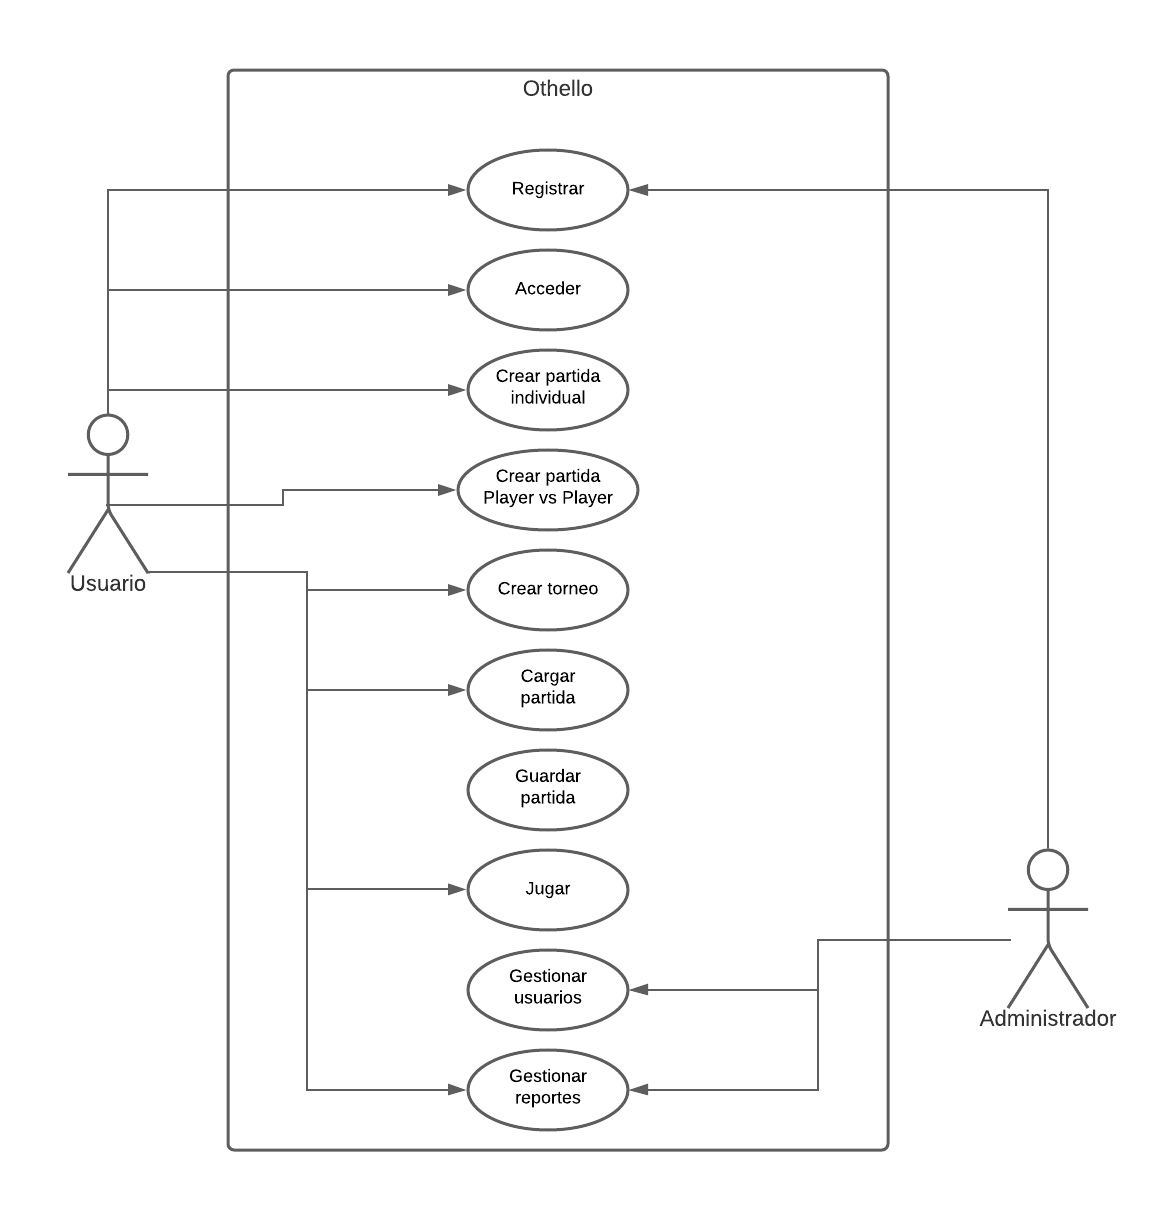 Othello
Registrar
Acceder
Crear partida
individual
Crear partida
Player vs Player
Usuario
Crear torneo
Cargar
partida
Guardar
partida
Jugar
Gestionar
usuarios
Administrador
Gestionar
reportes